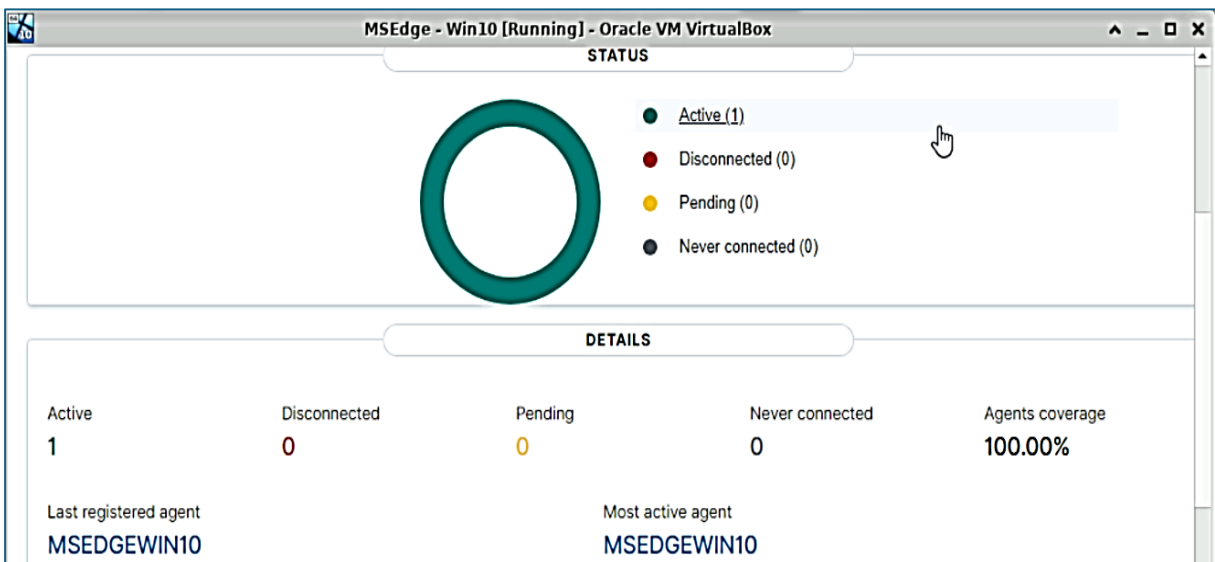 MSEdge - Win10 [Running] - Oracle VM VirtualBox
STATUS
Active (1)
Disconnected (0)
Pending (0)
Never connected (0)
DETAILS
Active Disconnected Pending Never connected Agents coverage
1 0 0 0 100.00%
Last registered agent Most active agent
MSEDGEWIN10 MSEDGEWIN10